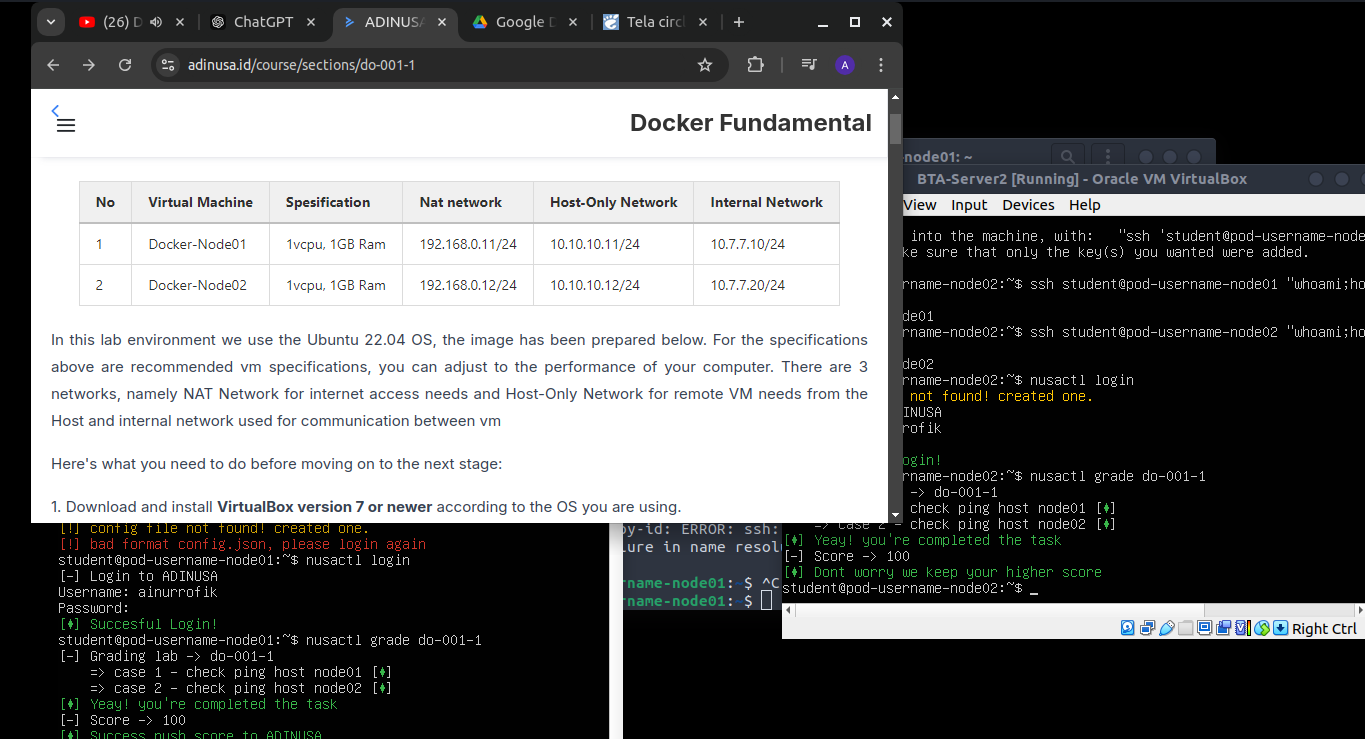 (26) D
ChatGPT
ADINUSA
Google D
Tela circ
adinusa.id/course/sections/do-001-1
A
Docker Fundamental
No Virtual Machine Spesification Nat network Host-Only Network Internal Network
1 Docker-Node01 1vcpu, 1GB Ram 192.168.0.11/24 10.10.10.11/24 10.7.7.10/24
2 Docker-Node02 1vcpu, 1GB Ram 192.168.0.12/24 10.10.10.12/24 10.7.7.20/24
In this lab environment we use the Ubuntu 22.04 OS, the image has been prepared below. For the specifications
above are recommended vm specifications, you can adjust to the performance of your computer. There are 3
networks, namely NAT Network for internet access needs and Host-Only Network for remote VM needs from the
Host and internal network used for communication between vm
Here's what you need to do before moving on to the next stage:
1. Download and install VirtualBox version 7 or newer according to the OS you are using.
[!] config file not found! created one.
[!] bad format config.json, please login again
student@pod-username-node01:~$ nusactl login
[-] Login to ADINUSA
Username: ainurrofik
Password:
[♦] Succesful Login!
student@pod-username-node01:~$ nusactl grade do-001-1
[-] Grading lab -> do-001-1
=> case 1 - check ping host node01 [♦]
=> case 2 - check ping host node02 [♦]
[♦] Yeay! you're completed the task
[-] Score -> 100
[♦] Success push score to ADINUSA
node01: ~
by-id: ERROR: ssh:
lure in name resol
rname-node01:~$ ^C
rname-node01:~$
BTA-Server2 [Running] - Oracle VM VirtualBox
View Input Devices Help
into the machine, with: "ssh 'student@pod-username-node
ke sure that only the key(s) you wanted were added.
rname-node02:~$ ssh student@pod-username-node01 "whoami;ho
de01
rname-node02:~$ ssh student@pod-username-node02 "whoami;ho
de02
rname-node02:~$ nusactl login
not found! created one.
INUSA
rofik
ogin!
rname-node02:~$ nusactl grade do-001-1
-> do-001-1
- check ping host node01 [♦]
=> case 2 - check ping host node02 [♦]
[♦] Yeay! you're completed the task
[-] Score -> 100
[♦] Dont worry we keep your higher score
student@pod-username-node02:~$ _
Right Ctrl